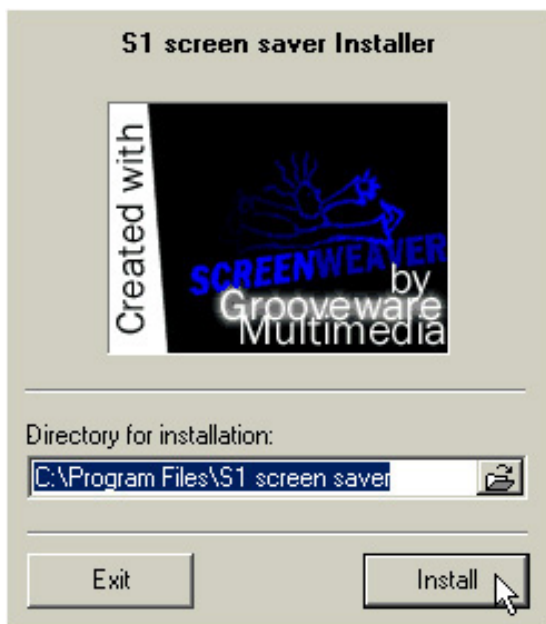 S1 screen saver Installer
Created with
SCREENWEAVER
by
Grooveware
Multimedia
Directory for installation:
C:\Program Files\S1 screen saver
Exit
Install